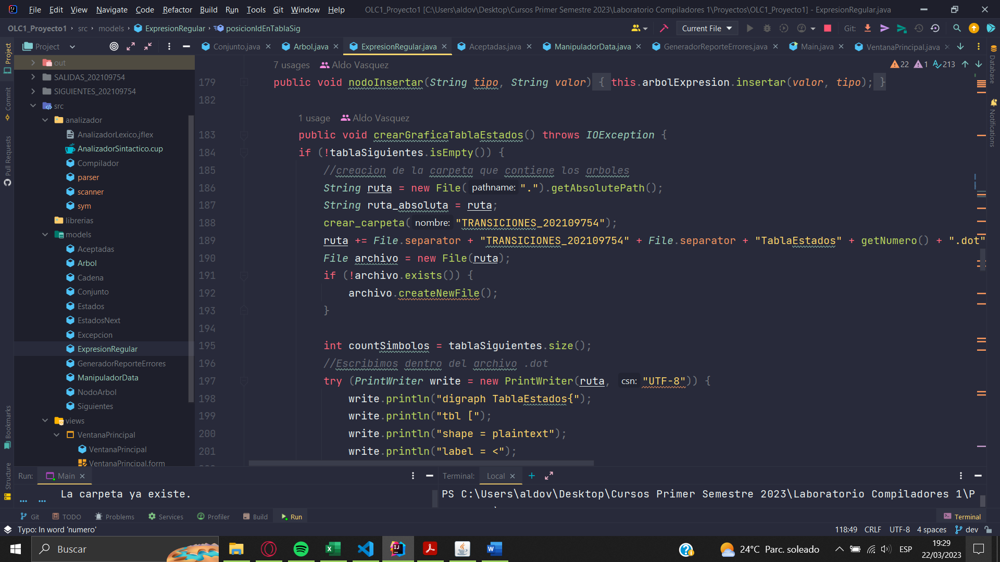 File Edit View Navigate Code Refactor Build Run Tools Git Window Help OLC1_Proyecto1 [C:\Users\aldov\Desktop\Cursos Primer Semestre 2023\Laboratorio Compiladores 1\Proyectos\OLC1_Proyecto1] - ExpresionRegular.java
OLC1_Proyecto1 › src › models › ExpresionRegular › posicionIdEnTablaSig Current File Git:
Project Conjunto.java Arbol.java ExpresionRegular.java Aceptadas.java ManipuladorData.java GeneradorReporteErrores.java Main.java VentanaPrincipal.java
Project
Commit
Pull Requests
Bookmarks
Structure
out
SALIDAS_202109754
SIGUIENTES_202109754
src
analizador
AnalizadorLexico.jflex
AnalizadorSintactico.cup
Compilador
parser
scanner
sym
librerias
models
Aceptadas
Arbol
Cadena
Conjunto
Estados
EstadosNext
Excepcion
ExpresionRegular
GeneradorReporteErrores
ManipuladorData
NodoArbol
Siguientes
views
VentanaPrincipal
VentanaPrincipal
VentanaPrincipal.form
7 usages Aldo Vasquez
22 1 213
179 public void nodoInsertar(String tipo, String valor) { this.arbolExpresion.insertar(valor, tipo); }
182
1 usage Aldo Vasquez
183 public void crearGraficaTablaEstados() throws IOException {
184 if (!tablaSiguientes.isEmpty()) {
185 //creacion de la carpeta que contiene los arboles
186 String ruta = new File( pathname: ".").getAbsolutePath();
187 String ruta_absoluta = ruta;
188 crear_carpeta( nombre: "TRANSICIONES_202109754");
189 ruta += File.separator + "TRANSICIONES_202109754" + File.separator + "TablaEstados" + getNumero() + ".dot"
190 File archivo = new File(ruta);
191 if (!archivo.exists()) {
192 archivo.createNewFile();
193 }
194
195 int countSimbolos = tablaSiguientes.size();
196 //Escribimos dentro del archivo .dot
197 try (PrintWriter write = new PrintWriter(ruta, csn: "UTF-8")) {
198 write.println("digraph TablaEstados{");
199 write.println("tbl [");
200 write.println("shape = plaintext");
201 write.println("label = <");
Database
Notifications
Run: Main
La carpeta ya existe.
Terminal: Local
PS C:\Users\aldov\Desktop\Cursos Primer Semestre 2023\Laboratorio Compiladores 1\P
Git TODO Problems Services Profiler Build Run Terminal
Typo: In word 'numero' 118:49 CRLF UTF-8 4 spaces dev
Buscar 24°C Parc. soleado ESP 19:29
22/03/2023